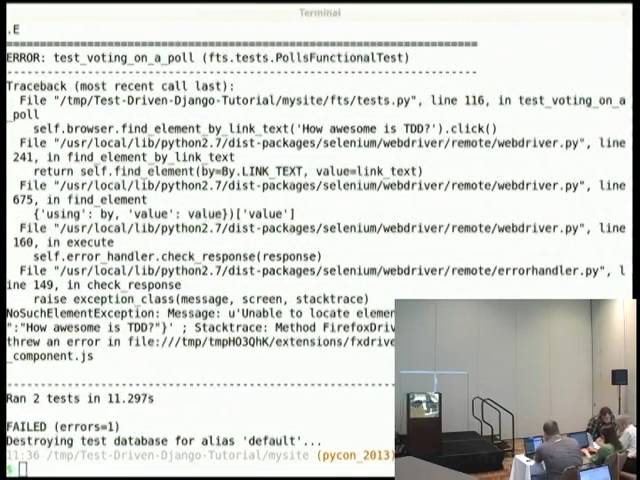 Terminal
.E
======================================================================
ERROR: test_voting_on_a_poll (fts.tests.PollsFunctionalTest)
----------------------------------------------------------------------
Traceback (most recent call last):
File "/tmp/Test-Driven-Django-Tutorial/mysite/fts/tests.py", line 116, in test_voting_on_a
_poll
self.browser.find_element_by_link_text('How awesome is TDD?').click()
File "/usr/local/lib/python2.7/dist-packages/selenium/webdriver/remote/webdriver.py", line
241, in find_element_by_link_text
return self.find_element(by=By.LINK_TEXT, value=link_text)
File "/usr/local/lib/python2.7/dist-packages/selenium/webdriver/remote/webdriver.py", line
675, in find_element
{'using': by, 'value': value})['value']
File "/usr/local/lib/python2.7/dist-packages/selenium/webdriver/remote/webdriver.py", line
160, in execute
self.error_handler.check_response(response)
File "/usr/local/lib/python2.7/dist-packages/selenium/webdriver/remote/errorhandler.py", l
ine 149, in check_response
raise exception_class(message, screen, stacktrace)
NoSuchElementException: Message: u'Unable to locate elemen
":"How awesome is TDD?"}' ; Stacktrace: Method FirefoxDriv
threw an error in file:///tmp/tmpHO3QhK/extensions/fxdrive
_component.js
----------------------------------------------------------------------
Ran 2 tests in 11.297s
FAILED (errors=1)
Destroying test database for alias 'default'...
11:36 /tmp/Test-Driven-Django-Tutorial/mysite (pycon_2013)
$